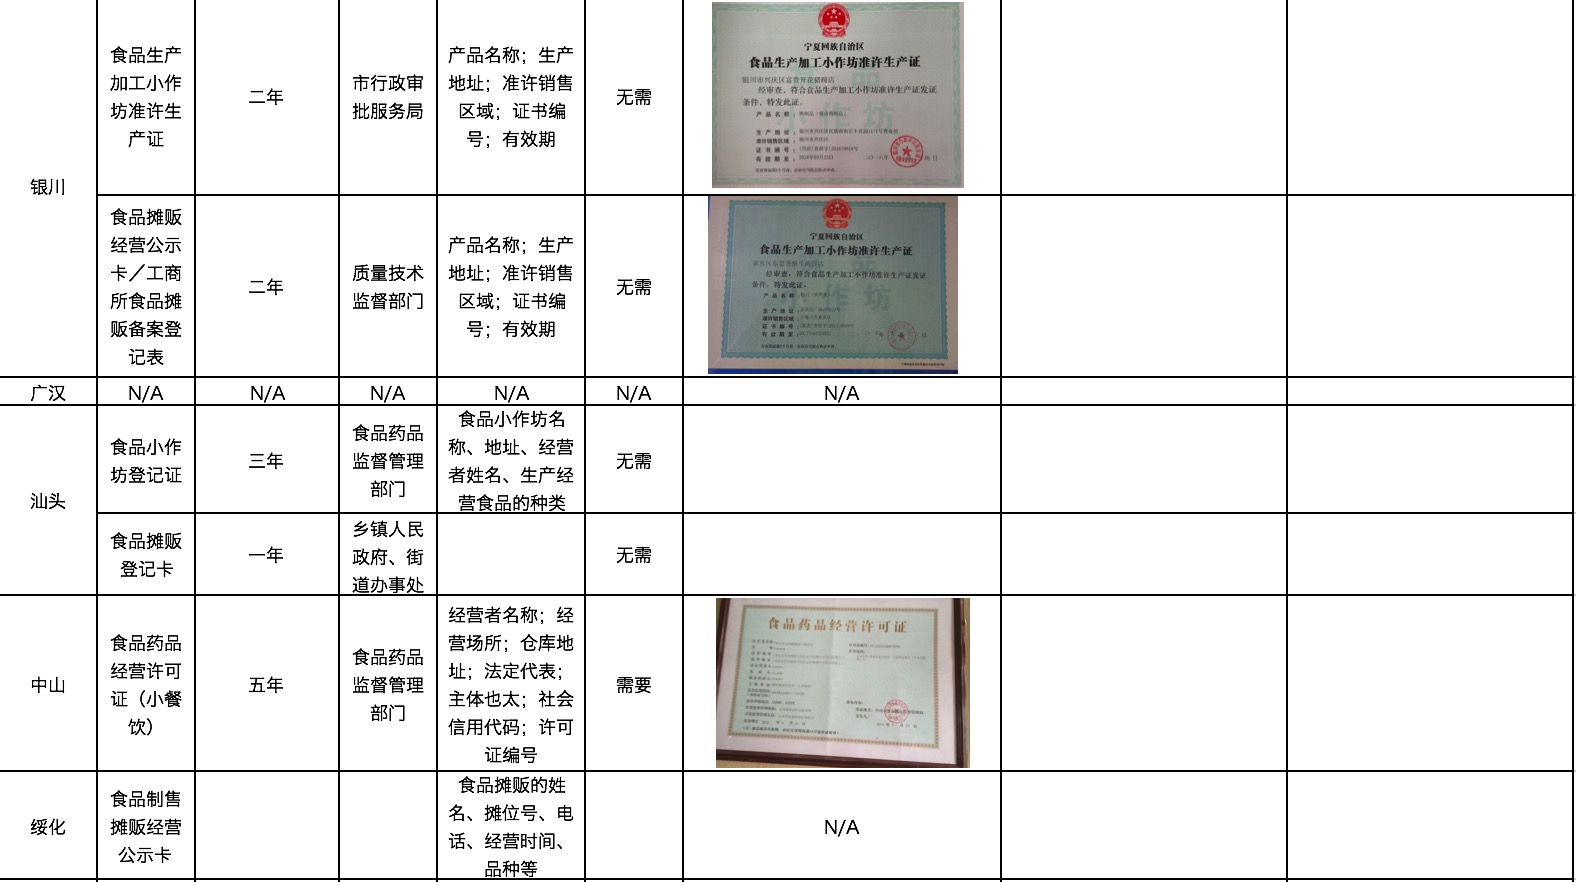 银川
食品生产
加工小作
坊准许生
产证
二年
市行政审
批服务局
产品名称；生产
地址；准许销售
区域；证书编
号；有效期
无需
宁夏回族自治区
食品生产加工小作坊准许生产证
经审查，符合食品生产加工小作坊准许生产证发证
条件，特发此证。
产品名称：
生产地址：
准许销售区域：
证书编号：
有效期至：
食品摊贩
经营公示
卡／工商
所食品摊
贩备案登
记表
二年
质量技术
监督部门
产品名称；生产
地址；准许销售
区域；证书编
号；有效期
无需
宁夏回族自治区
食品生产加工小作坊准许生产证
经审查，符合食品生产加工小作坊准许生产证发证
条件，特发此证。
产品名称：
生产地址：
准许销售区域：
证书编号：
有效期至：
广汉
N/A
N/A
N/A
N/A
N/A
N/A
汕头
食品小作
坊登记证
三年
食品药品
监督管理
部门
食品小作坊名
称、地址、经营
者姓名、生产经
营食品的种类
无需
食品摊贩
登记卡
一年
乡镇人民
政府、街
道办事处
无需
中山
食品药品
经营许可
证（小餐
饮）
五年
食品药品
监督管理
部门
经营者名称；经
营场所；仓库地
址；法定代表；
主体也太；社会
信用代码；许可
证编号
需要
食品药品经营许可证
绥化
食品制售
摊贩经营
公示卡
食品摊贩的姓
名、摊位号、电
话、经营时间、
品种等
N/A